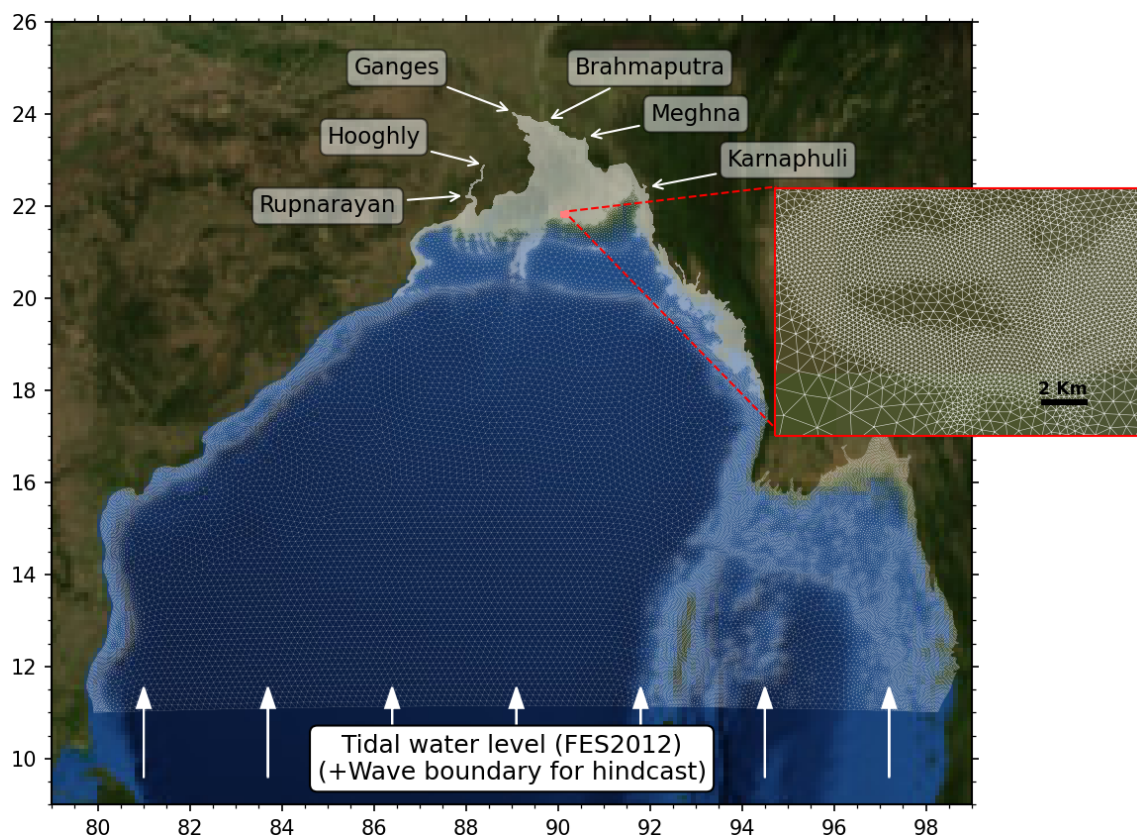 26
24
22
20
18
16
14
12
10
Ganges
Brahmaputra
Meghna
Hooghly
Karnaphuli
Rupnarayan
2 Km
Tidal water level (FES2012)
(+Wave boundary for hindcast)
80 82 84 86 88 90 92 94 96 98